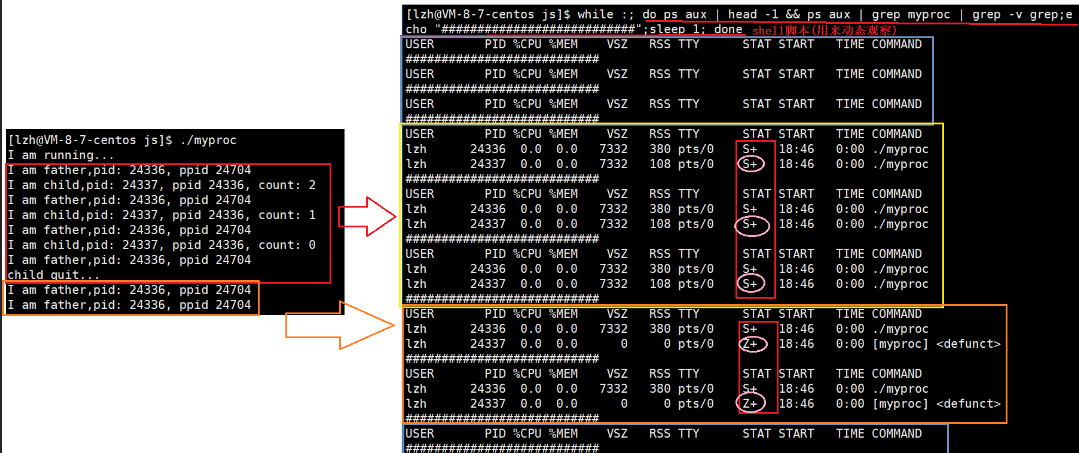 [lzh@VM-8-7-centos js]$ ./myproc
I am running...
I am father,pid: 24336, ppid 24704
I am child,pid: 24337, ppid 24336, count: 2
I am father,pid: 24336, ppid 24704
I am child,pid: 24337, ppid 24336, count: 1
I am father,pid: 24336, ppid 24704
I am child,pid: 24337, ppid 24336, count: 0
I am father,pid: 24336, ppid 24704
child quit...
I am father,pid: 24336, ppid 24704
I am father,pid: 24336, ppid 24704
[lzh@VM-8-7-centos js]$ while :; do ps aux | head -1 && ps aux | grep myproc | grep -v grep;e
cho "###########################";sleep 1; done shell脚本(用来动态观察)
USER PID %CPU %MEM VSZ RSS TTY STAT START TIME COMMAND
###########################
USER PID %CPU %MEM VSZ RSS TTY STAT START TIME COMMAND
###########################
USER PID %CPU %MEM VSZ RSS TTY STAT START TIME COMMAND
###########################
USER PID %CPU %MEM VSZ RSS TTY STAT START TIME COMMAND
lzh 24336 0.0 0.0 7332 380 pts/0 S+ 18:46 0:00 ./myproc
lzh 24337 0.0 0.0 7332 108 pts/0 S+ 18:46 0:00 ./myproc
###########################
USER PID %CPU %MEM VSZ RSS TTY STAT START TIME COMMAND
lzh 24336 0.0 0.0 7332 380 pts/0 S+ 18:46 0:00 ./myproc
lzh 24337 0.0 0.0 7332 108 pts/0 S+ 18:46 0:00 ./myproc
###########################
USER PID %CPU %MEM VSZ RSS TTY STAT START TIME COMMAND
lzh 24336 0.0 0.0 7332 380 pts/0 S+ 18:46 0:00 ./myproc
lzh 24337 0.0 0.0 7332 108 pts/0 S+ 18:46 0:00 ./myproc
###########################
USER PID %CPU %MEM VSZ RSS TTY STAT START TIME COMMAND
lzh 24336 0.0 0.0 7332 380 pts/0 S+ 18:46 0:00 ./myproc
lzh 24337 0.0 0.0 0 0 pts/0 Z+ 18:46 0:00 [myproc] <defunct>
###########################
USER PID %CPU %MEM VSZ RSS TTY STAT START TIME COMMAND
lzh 24336 0.0 0.0 7332 380 pts/0 S+ 18:46 0:00 ./myproc
lzh 24337 0.0 0.0 0 0 pts/0 Z+ 18:46 0:00 [myproc] <defunct>
###########################
USER PID %CPU %MEM VSZ RSS TTY STAT START TIME COMMAND
###########################